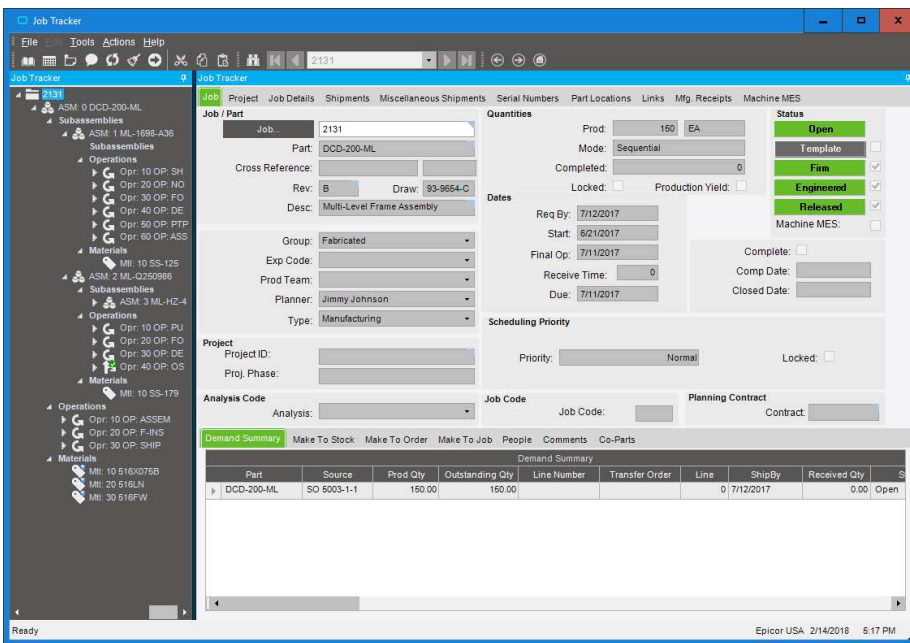 Job Tracker
File Edit Tools Actions Help
2131
Job Tracker
2131
ASM: 0 DCD-200-ML
Subassemblies
ASM: 1 ML-1698-A36
Subassemblies
Operations
Opr: 10 OP: SH
Opr: 20 OP: NO
Opr: 30 OP: FO
Opr: 40 OP: DE
Opr: 50 OP: PTP
Opr: 60 OP: ASS
Materials
Mtl: 10 SS-125
ASM: 2 ML-Q250986
Subassemblies
ASM: 3 ML-HZ-4
Operations
Opr: 10 OP: PU
Opr: 20 OP: FO
Opr: 30 OP: DE
Opr: 40 OP: OS
Materials
Mtl: 10 SS-179
Operations
Opr: 10 OP: ASSEM
Opr: 20 OP: F-INS
Opr: 30 OP: SHIP
Materials
Mtl: 10 516X075B
Mtl: 20 516LN
Mtl: 30 516FW
Job Tracker
Job Project Job Details Shipments Miscellaneous Shipments Serial Numbers Part Locations Links Mfg. Receipts Machine MES
Job / Part
Job... 2131
Part: DCD-200-ML
Cross Reference:
Rev: B Draw: 93-9654-C
Desc: Multi-Level Frame Assembly
Group: Fabricated
Exp Code:
Prod Team:
Planner: Jimmy Johnson
Type: Manufacturing
Project
Project ID:
Proj. Phase:
Analysis Code
Analysis:
Quantities
Prod: 150 EA
Mode: Sequential
Completed: 0
Locked: Production Yield:
Dates
Req By: 7/12/2017
Start: 6/21/2017
Final Op: 7/11/2017
Receive Time: 0
Due: 7/11/2017
Status
Open
Template
Firm
Engineered
Released
Machine MES:
Complete:
Comp Date:
Closed Date:
Scheduling Priority
Priority: Normal Locked:
Job Code
Job Code:
Planning Contract
Contract:
Demand Summary Make To Stock Make To Order Make To Job People Comments Co-Parts
Demand Summary
Part Source Prod Qty Outstanding Qty Line Number Transfer Order Line ShipBy Received Qty S
DCD-200-ML SO 5003-1-1 150.00 150.00 0 7/12/2017 0.00 Open
Ready Epicor USA 2/14/2018 5:17 PM